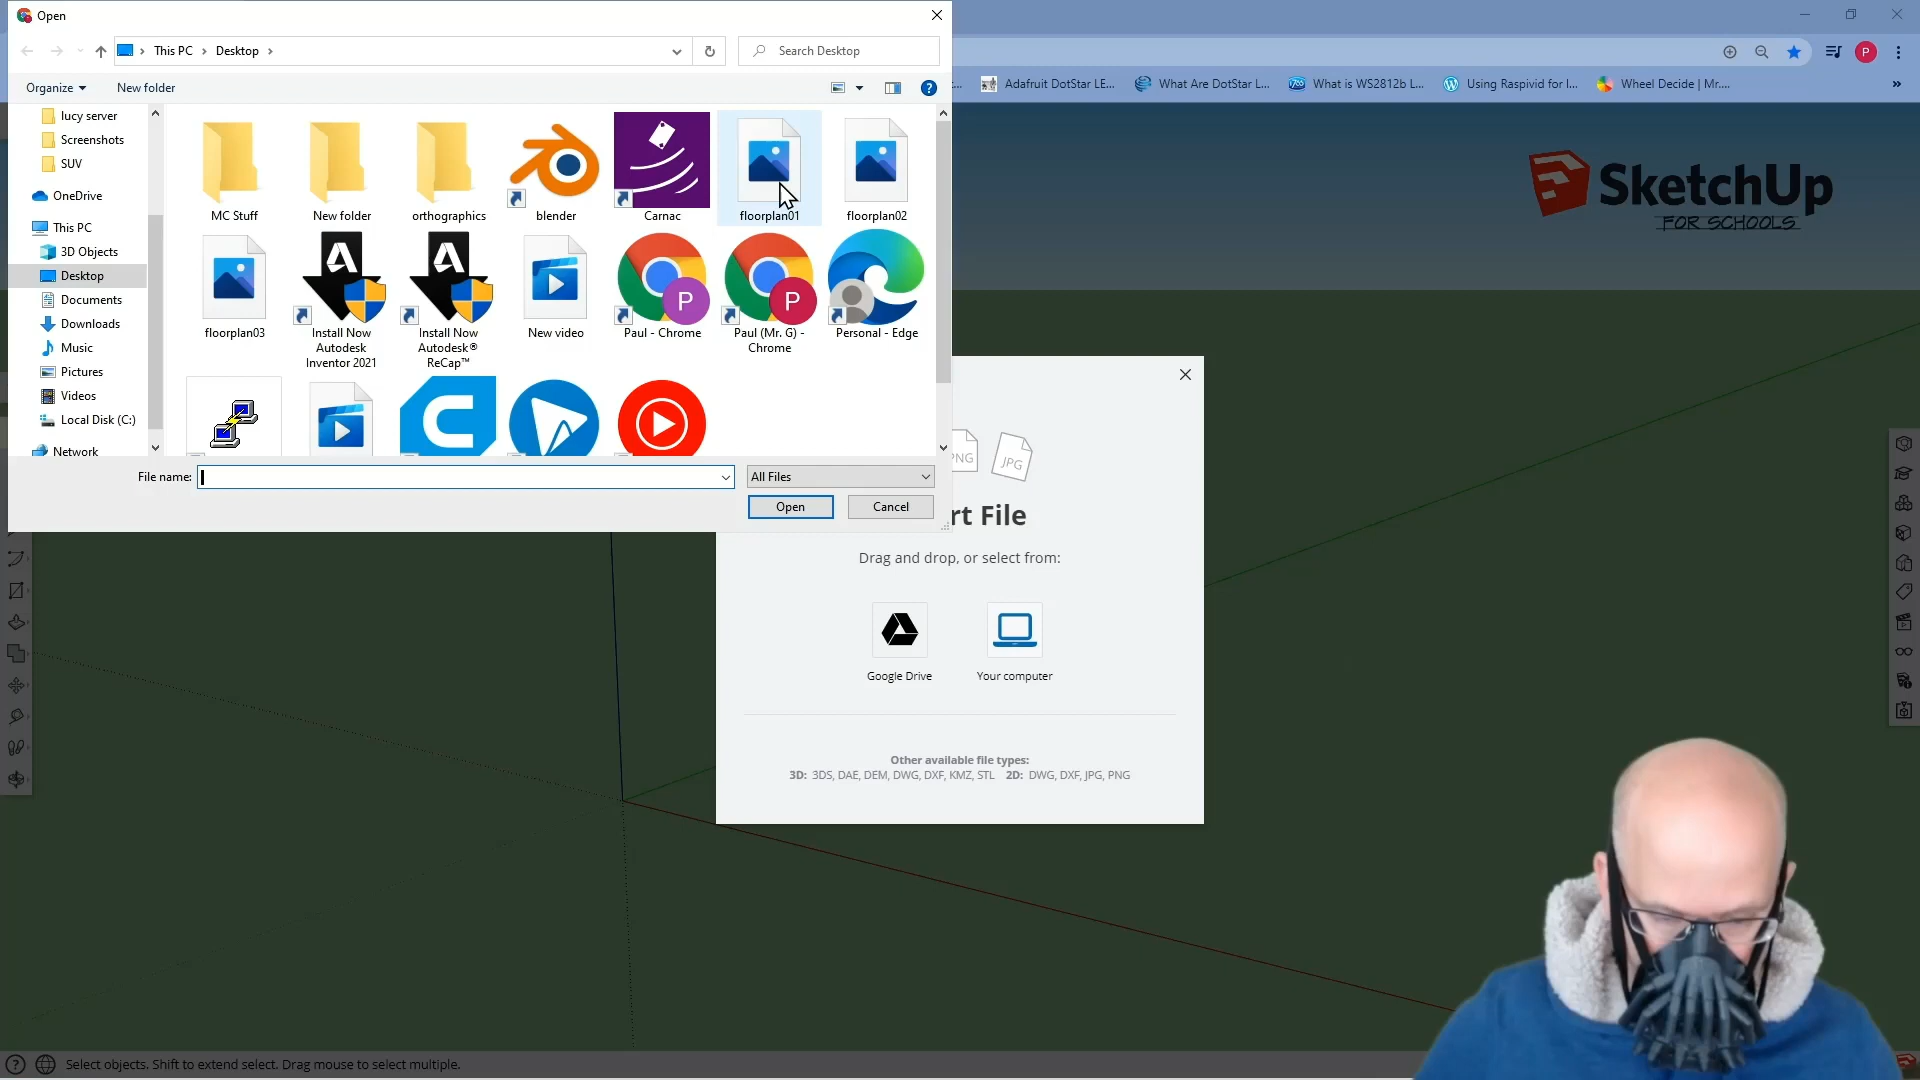 Open
This PC
Desktop
Search Desktop
P
Organize
New folder
?
Adafruit DotStar LE...
What Are DotStar L...
What is WS2812b L...
Using Raspivid for I...
Wheel Decide | Mr....
»
lucy server
Screenshots
SUV
OneDrive
This PC
3D Objects
Desktop
Documents
Downloads
Music
Pictures
Videos
Local Disk (C:)
Network
MC Stuff
New folder
orthographics
blender
Carnac
floorplan01
floorplan02
floorplan03
Install Now
Autodesk
Inventor 2021
Install Now
Autodesk®
ReCap™
New video
P
Paul - Chrome
P
Paul (Mr. G) -
Chrome
Personal - Edge
File name:
All Files
Open
Cancel
SketchUp
FOR SCHOOLS
PNG
JPG
rt File
Drag and drop, or select from:
Google Drive
Your computer
Other available file types:
3D: 3DS, DAE, DEM, DWG, DXF, KMZ, STL 2D: DWG, DXF, JPG, PNG
?
Select objects. Shift to extend select. Drag mouse to select multiple.